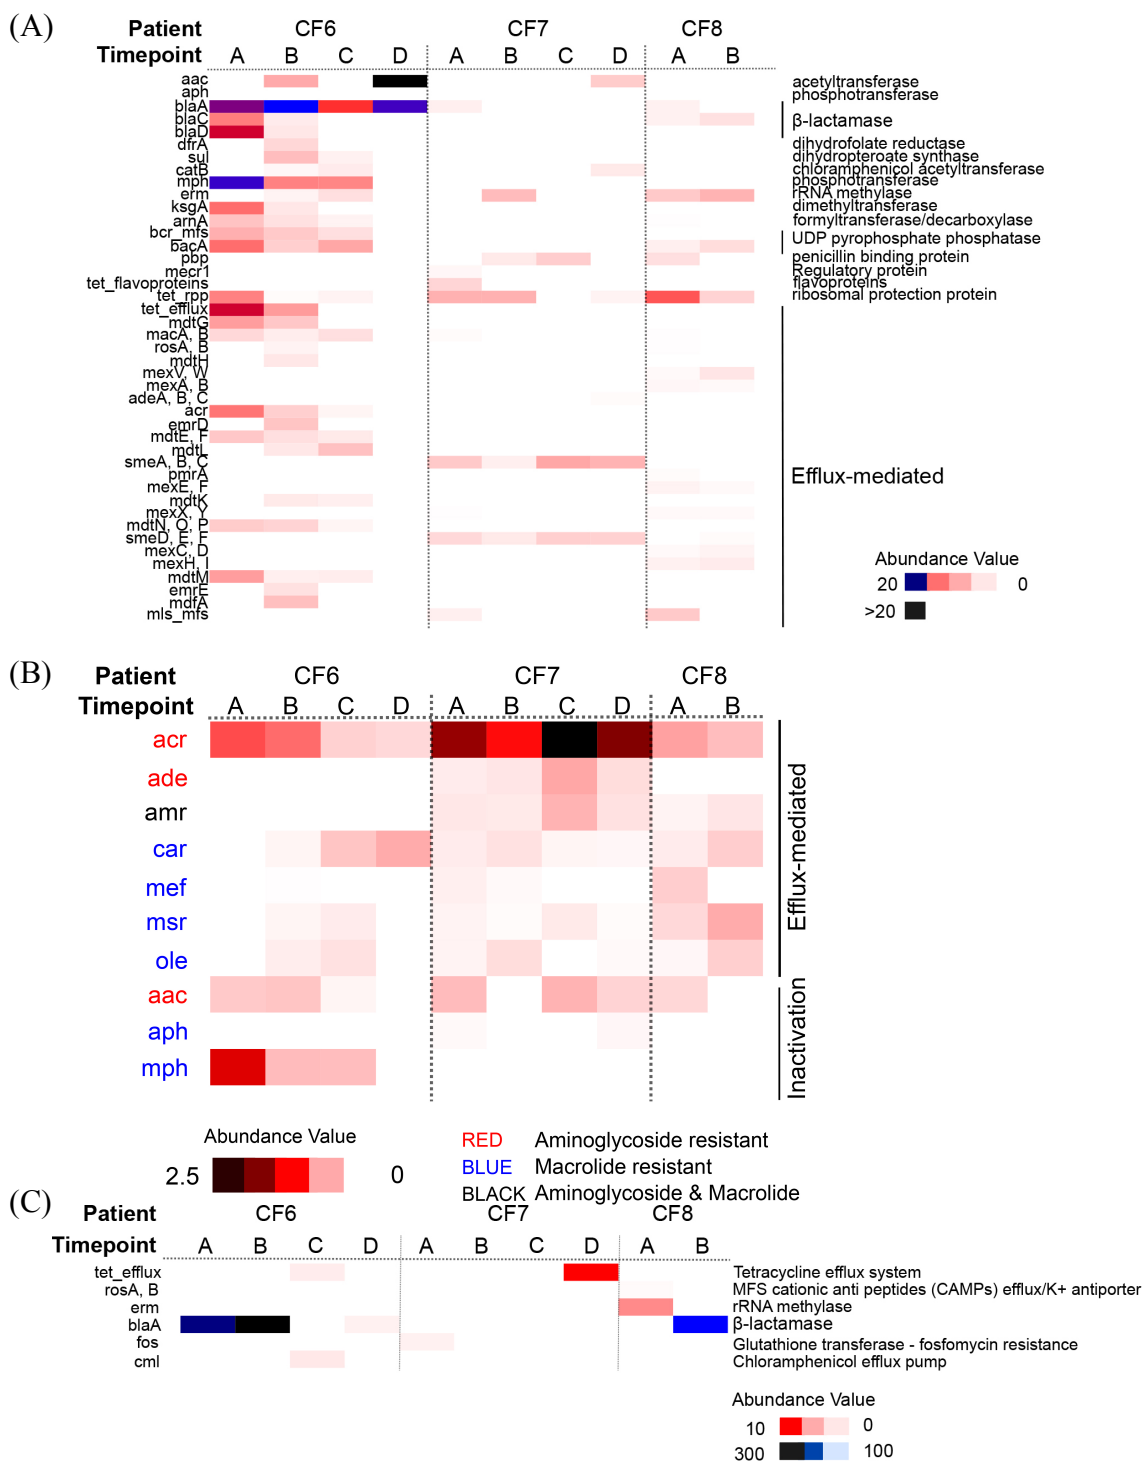 (A)
Patient CF6 CF7 CF8
Timepoint A B C D A B C D A B
aac acetyltransferase
aph phosphotransferase
blaA
blaC β-lactamase
blaD
dfrA dihydrofolate reductase
sul dihydropteroate synthase
catB chloramphenicol acetyltransferase
mph phosphotransferase
erm rRNA methylase
ksgA dimethyltransferase
arnA formyltransferase/decarboxylase
bcr_mfs
bacA UDP pyrophosphate phosphatase
pbp penicillin binding protein
mecr1 Regulatory protein
tet_flavoproteins flavoproteins
tet_rpp ribosomal protection protein
tet_efflux
mdtG
macA, B
rosA, B
mdtH
mexV, W
mexA, B
adeA, B, C
acr
emrD
mdtE, F
mdtL
smeA, B, C
pmrA Efflux-mediated
mexE, F
mdtK
mexX, Y
mdtN, O, P
smeD, E, F
mexC, D
mexH, I
mdtM
emrE
mdfA
mls_mfs
Abundance Value
20 0
>20
(B)
Patient CF6 CF7 CF8
Timepoint A B C D A B C D A B
acr
ade
amr
car
mef
msr
ole
aac
aph
mph
Efflux-mediated
Inactivation
Abundance Value
2.5 0
RED Aminoglycoside resistant
BLUE Macrolide resistant
BLACK Aminoglycoside & Macrolide
(C)
Patient CF6 CF7 CF8
Timepoint A B C D A B C D A B
tet_efflux Tetracycline efflux system
rosA, B MFS cationic anti peptides (CAMPs) efflux/K+ antiporter
erm rRNA methylase
blaA β-lactamase
fos Glutathione transferase - fosfomycin resistance
cml Chloramphenicol efflux pump
Abundance Value
10 0
300 100